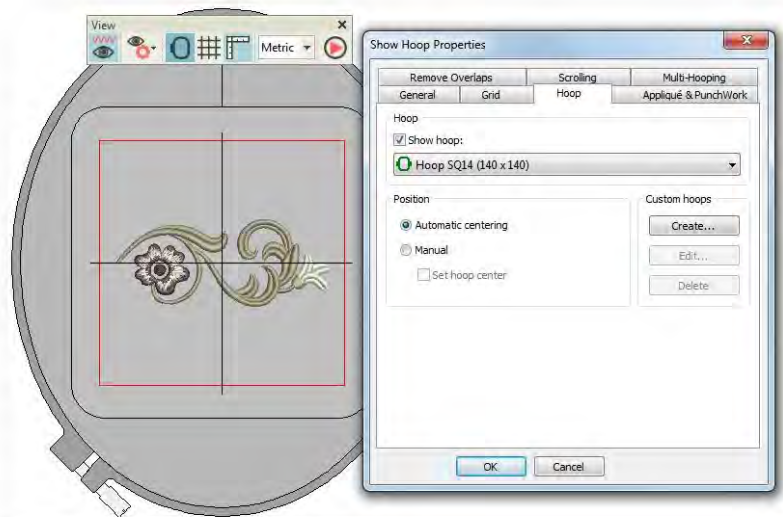 View
Metric
Show Hoop Properties
Remove Overlaps
Scrolling
Multi-Hooping
General
Grid
Hoop
Appliqué & PunchWork
Hoop
Show hoop:
Hoop SQ14 (140 x 140)
Position
Custom hoops
Automatic centering
Create...
Manual
Edit...
Set hoop center
Delete
OK
Cancel